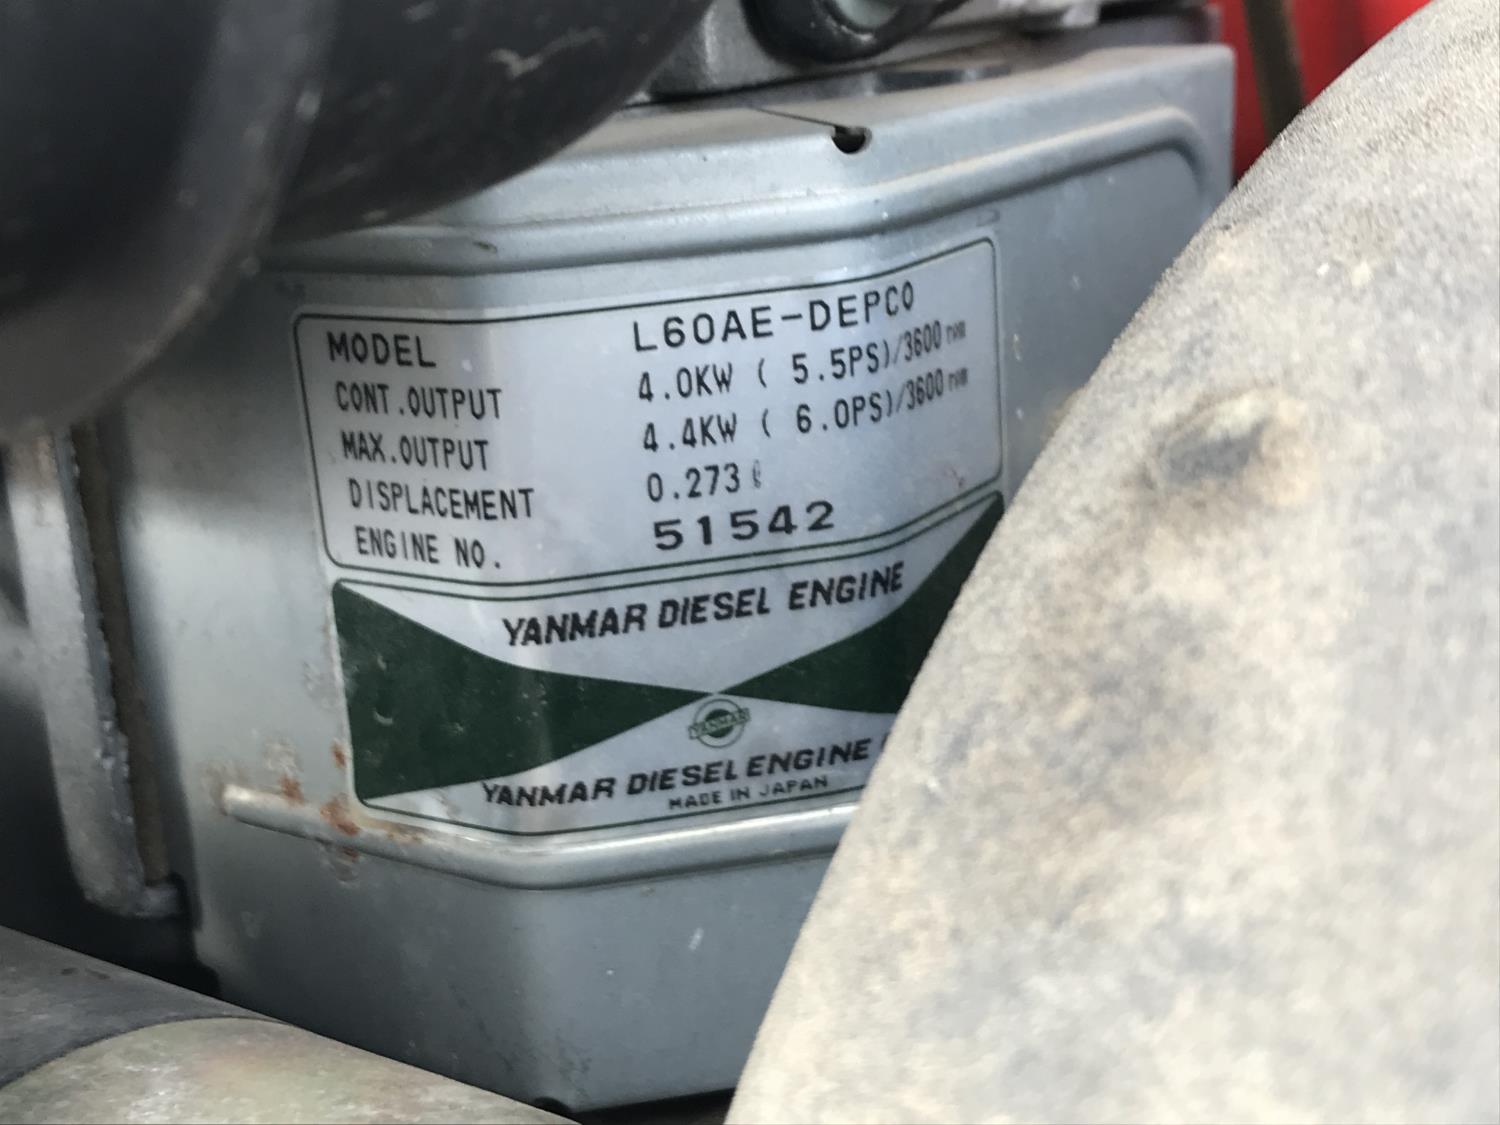 MODEL L60AE-DEPCO
CONT.OUTPUT 4.0KW ( 5.5PS)/3600 rpm
MAX.OUTPUT 4.4KW ( 6.0PS)/3600 rpm
DISPLACEMENT 0.273 ℓ
ENGINE NO. 51542
YANMAR DIESEL ENGINE
YANMAR
YANMAR DIESEL ENGINE
MADE IN JAPAN